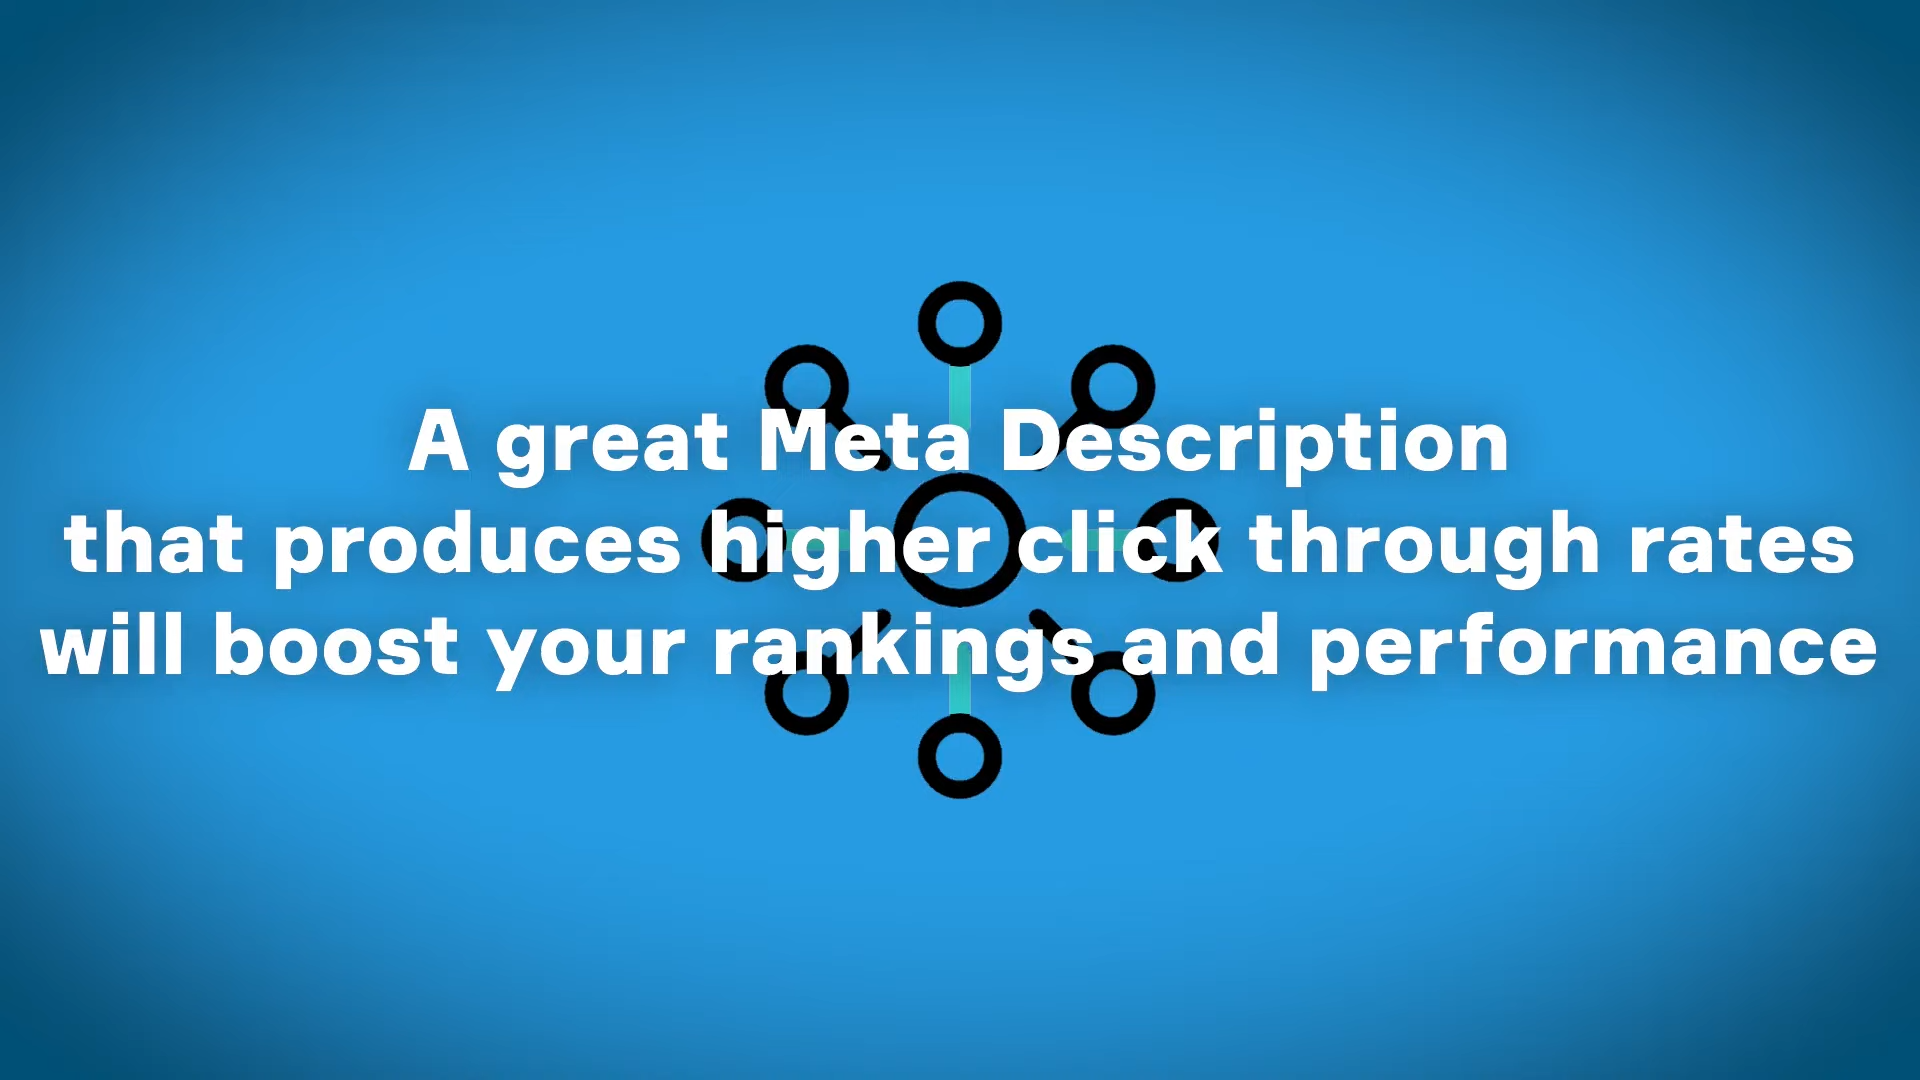 A great Meta Description
that produces higher click through rates
will boost your rankings and performance